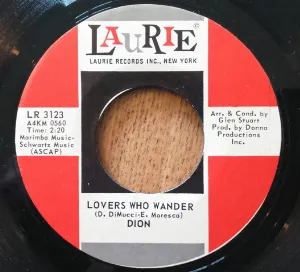 LAURIE
©
LAURIE RECORDS INC., NEW YORK
LR 3123
A4KM 0560
Time: 2:20
Marimba Music-
Schwartz Music
(ASCAP)
Arr. & Cond. by
Glen Stuart
Prod. by Donna
Productions
Inc.
LOVERS WHO WANDER
(D. DiMucci-E. Maresca)
DION